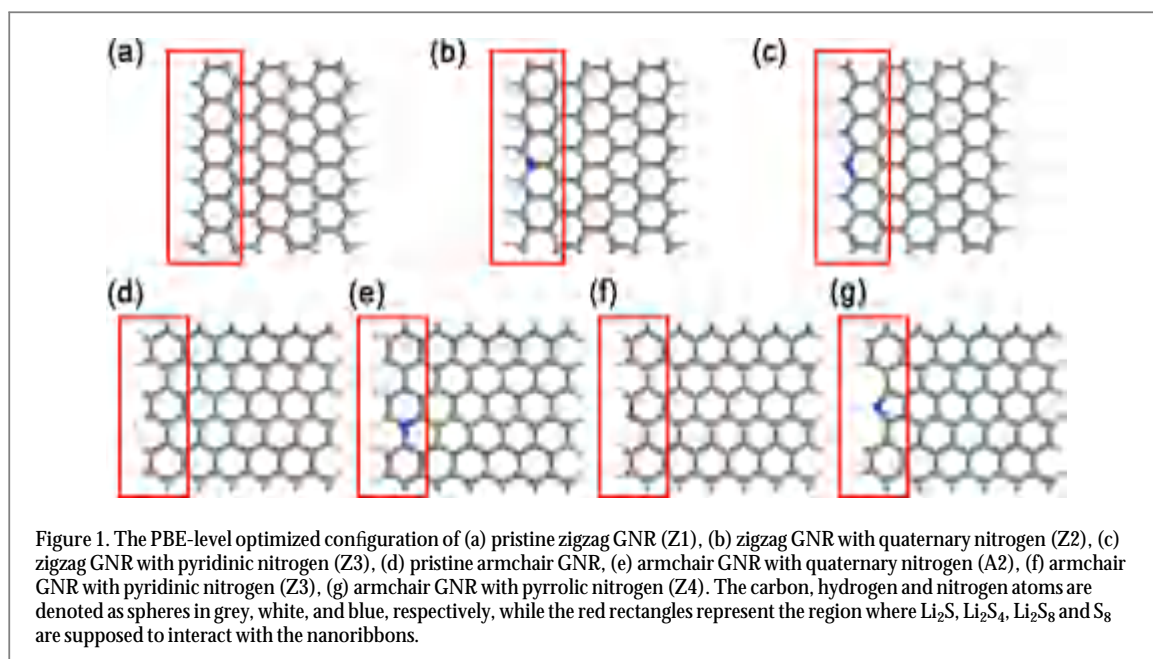 (a)
(b)
(c)
(d)
(e)
(f)
(g)
Figure 1. The PBE-level optimized configuration of (a) pristine zigzag GNR (Z1), (b) zigzag GNR with quaternary nitrogen (Z2), (c)
zigzag GNR with pyridinic nitrogen (Z3), (d) pristine armchair GNR, (e) armchair GNR with quaternary nitrogen (A2), (f) armchair
GNR with pyridinic nitrogen (Z3), (g) armchair GNR with pyrrolic nitrogen (Z4). The carbon, hydrogen and nitrogen atoms are
denoted as spheres in grey, white, and blue, respectively, while the red rectangles represent the region where Li₂S, Li₂S₄, Li₂S₈ and S₈
are supposed to interact with the nanoribbons.